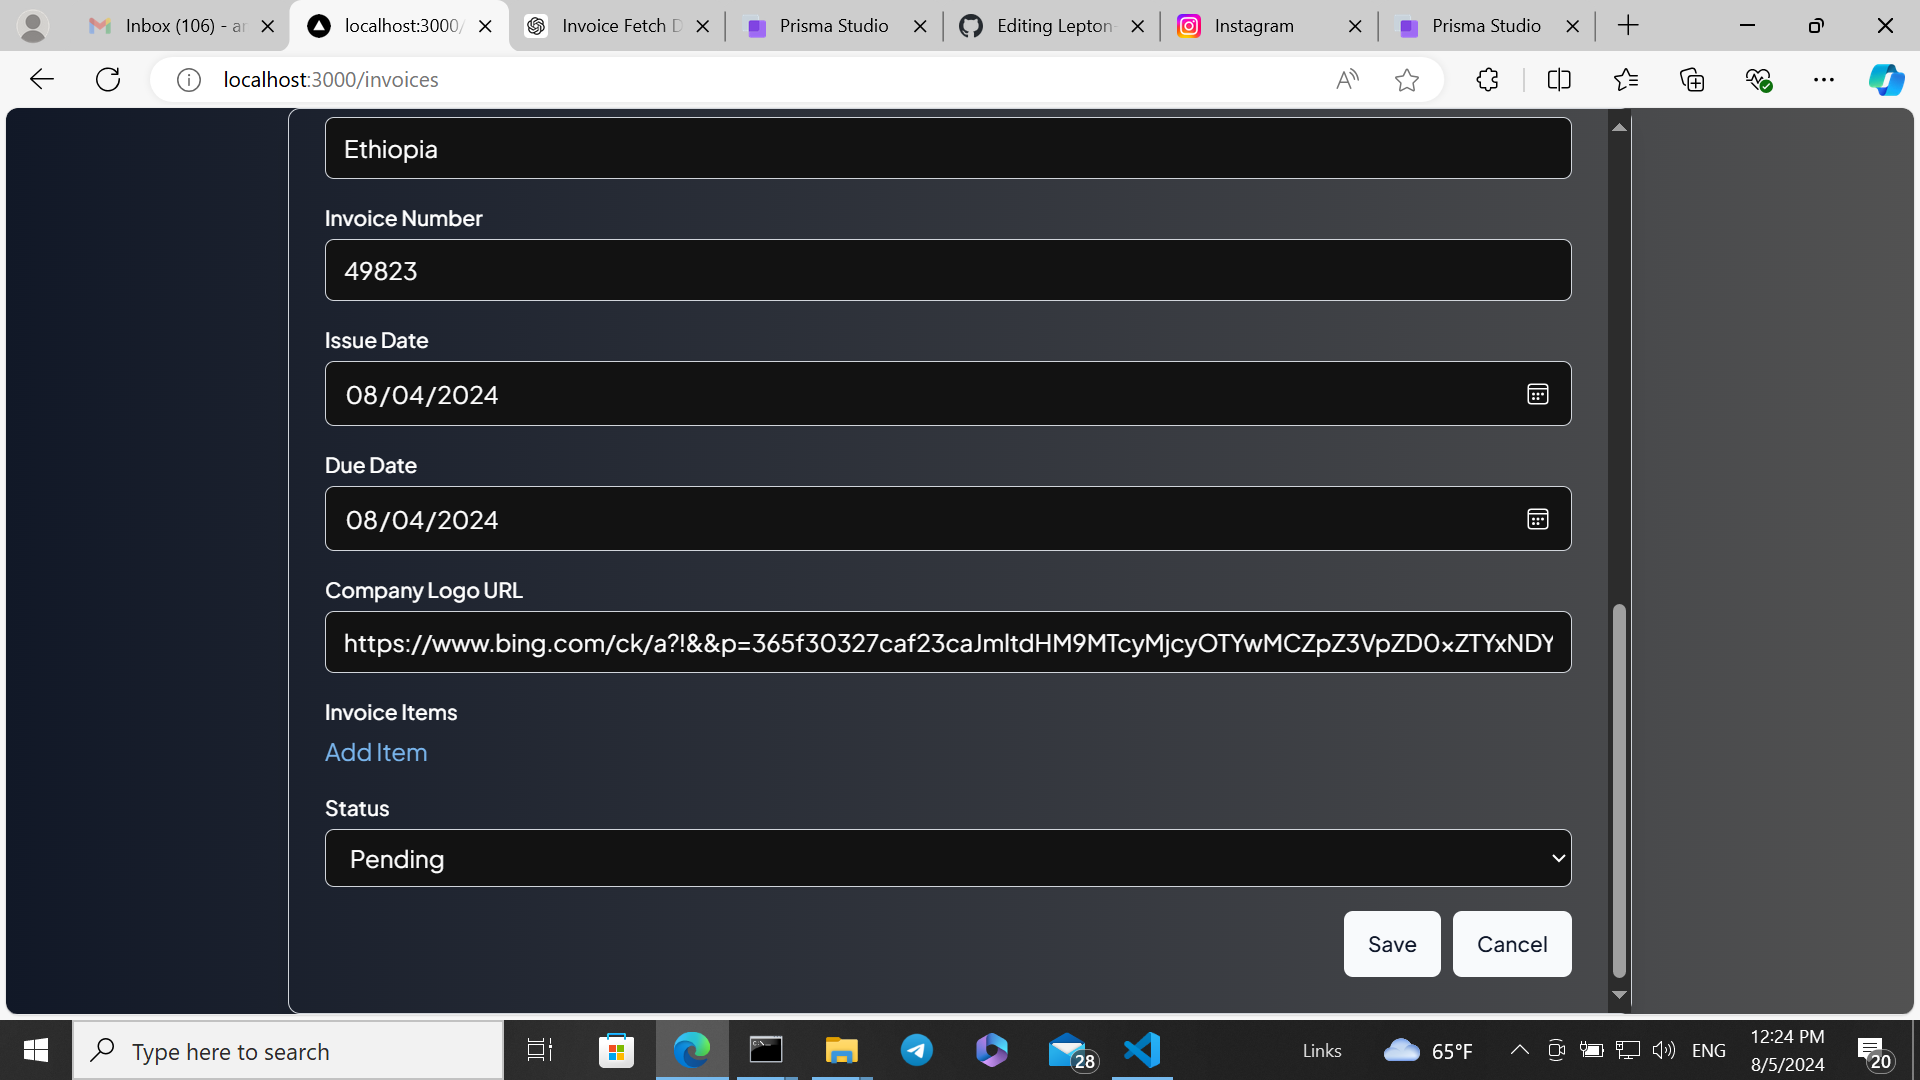 Inbox (106) - ar
localhost:3000/
Invoice Fetch D
Prisma Studio
Editing Lepton-
Instagram
Prisma Studio
localhost:3000/invoices
Ethiopia
Invoice Number
49823
Issue Date
08/04/2024
Due Date
08/04/2024
Company Logo URL
https://www.bing.com/ck/a?!&&p=365f30327caf23caJmltdHM9MTcyMjcyOTYwMCZpZ3VpZD0xZTYxNDY
Invoice Items
Add Item
Status
Pending
Save
Cancel
Type here to search
28
Links
65°F
ENG
12:24 PM
8/5/2024
20